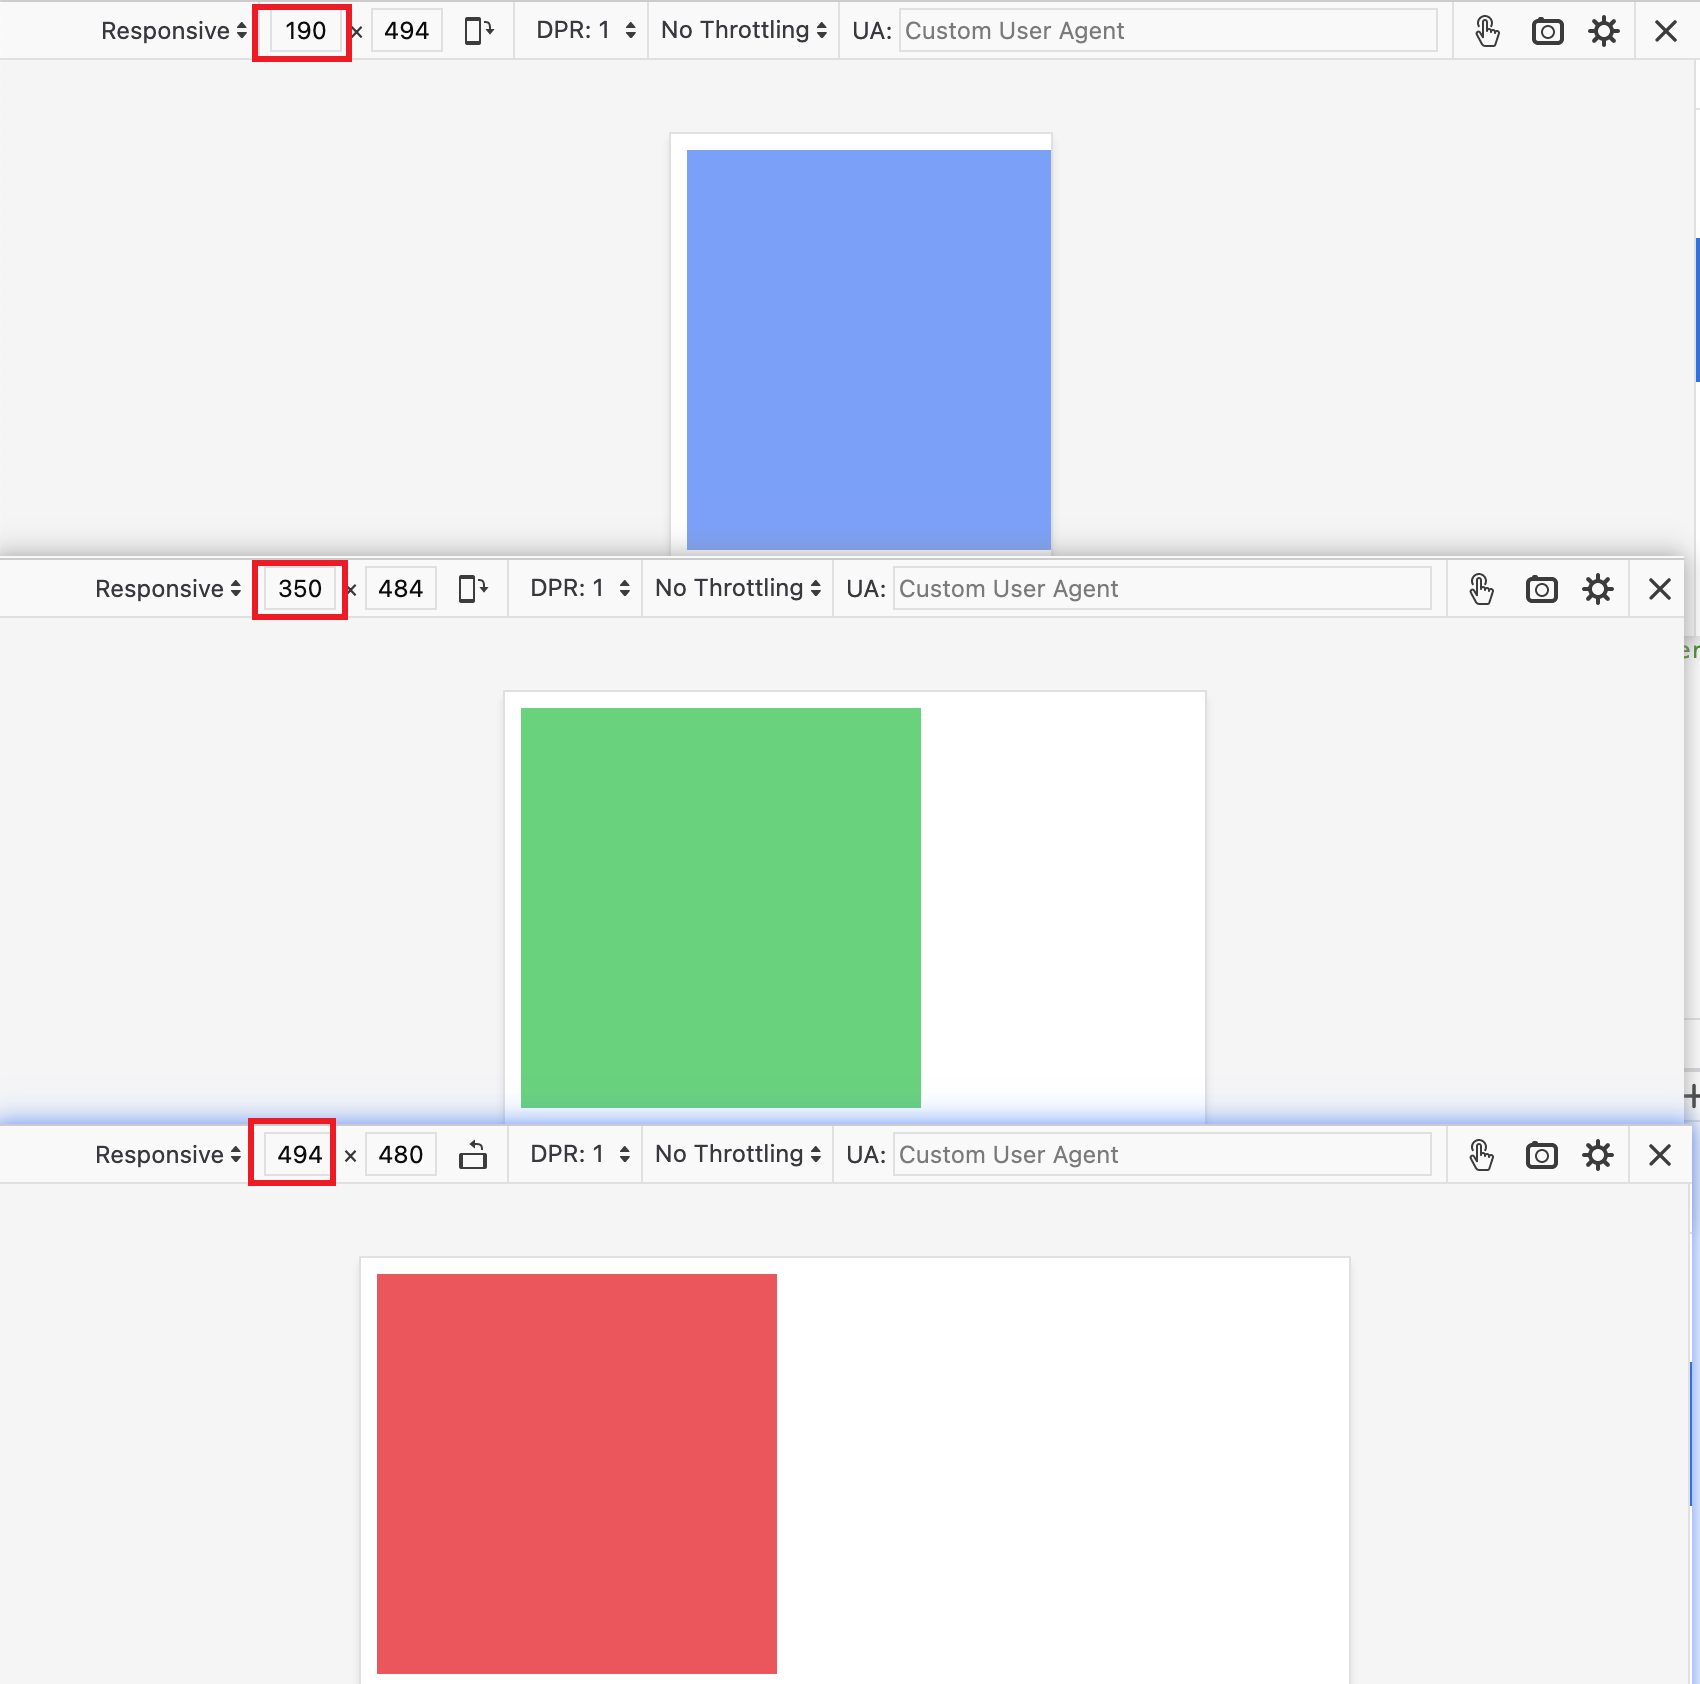 Responsive 190 × 494 DPR: 1 No Throttling UA: Custom User Agent
Responsive 350 × 484 DPR: 1 No Throttling UA: Custom User Agent
er
Responsive 494 × 480 DPR: 1 No Throttling UA: Custom User Agent